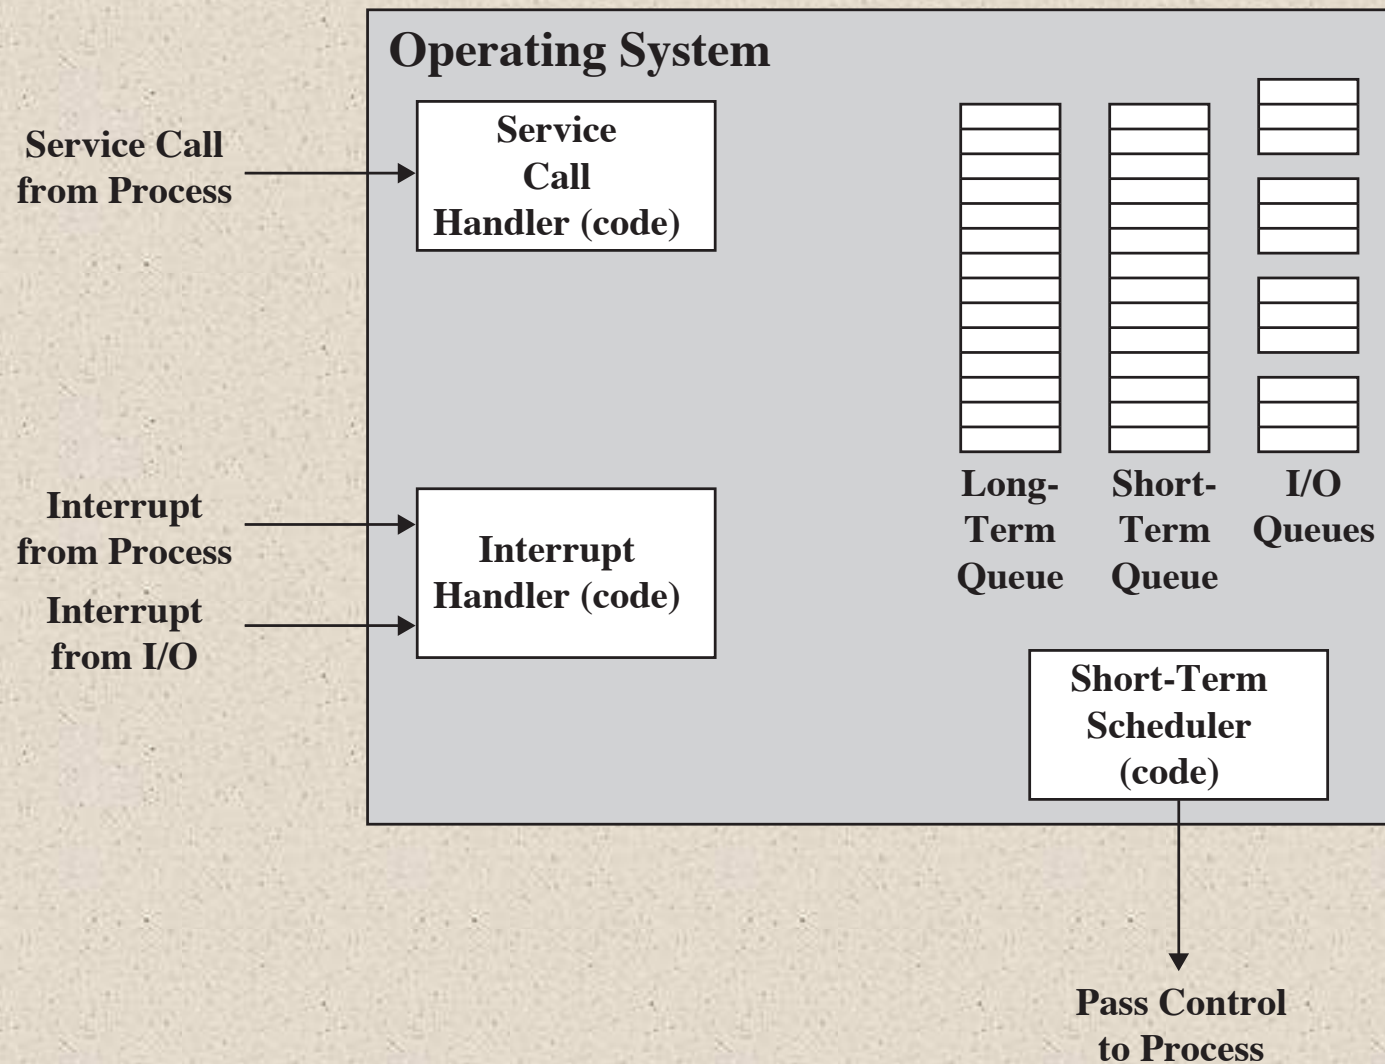 Operating System
Service Call
from Process
Service
Call
Handler (code)
Interrupt
from Process
Interrupt
from I/O
Interrupt
Handler (code)
Long-
Term
Queue
Short-
Term
Queue
I/O
Queues
Short-Term
Scheduler
(code)
Pass Control
to Process